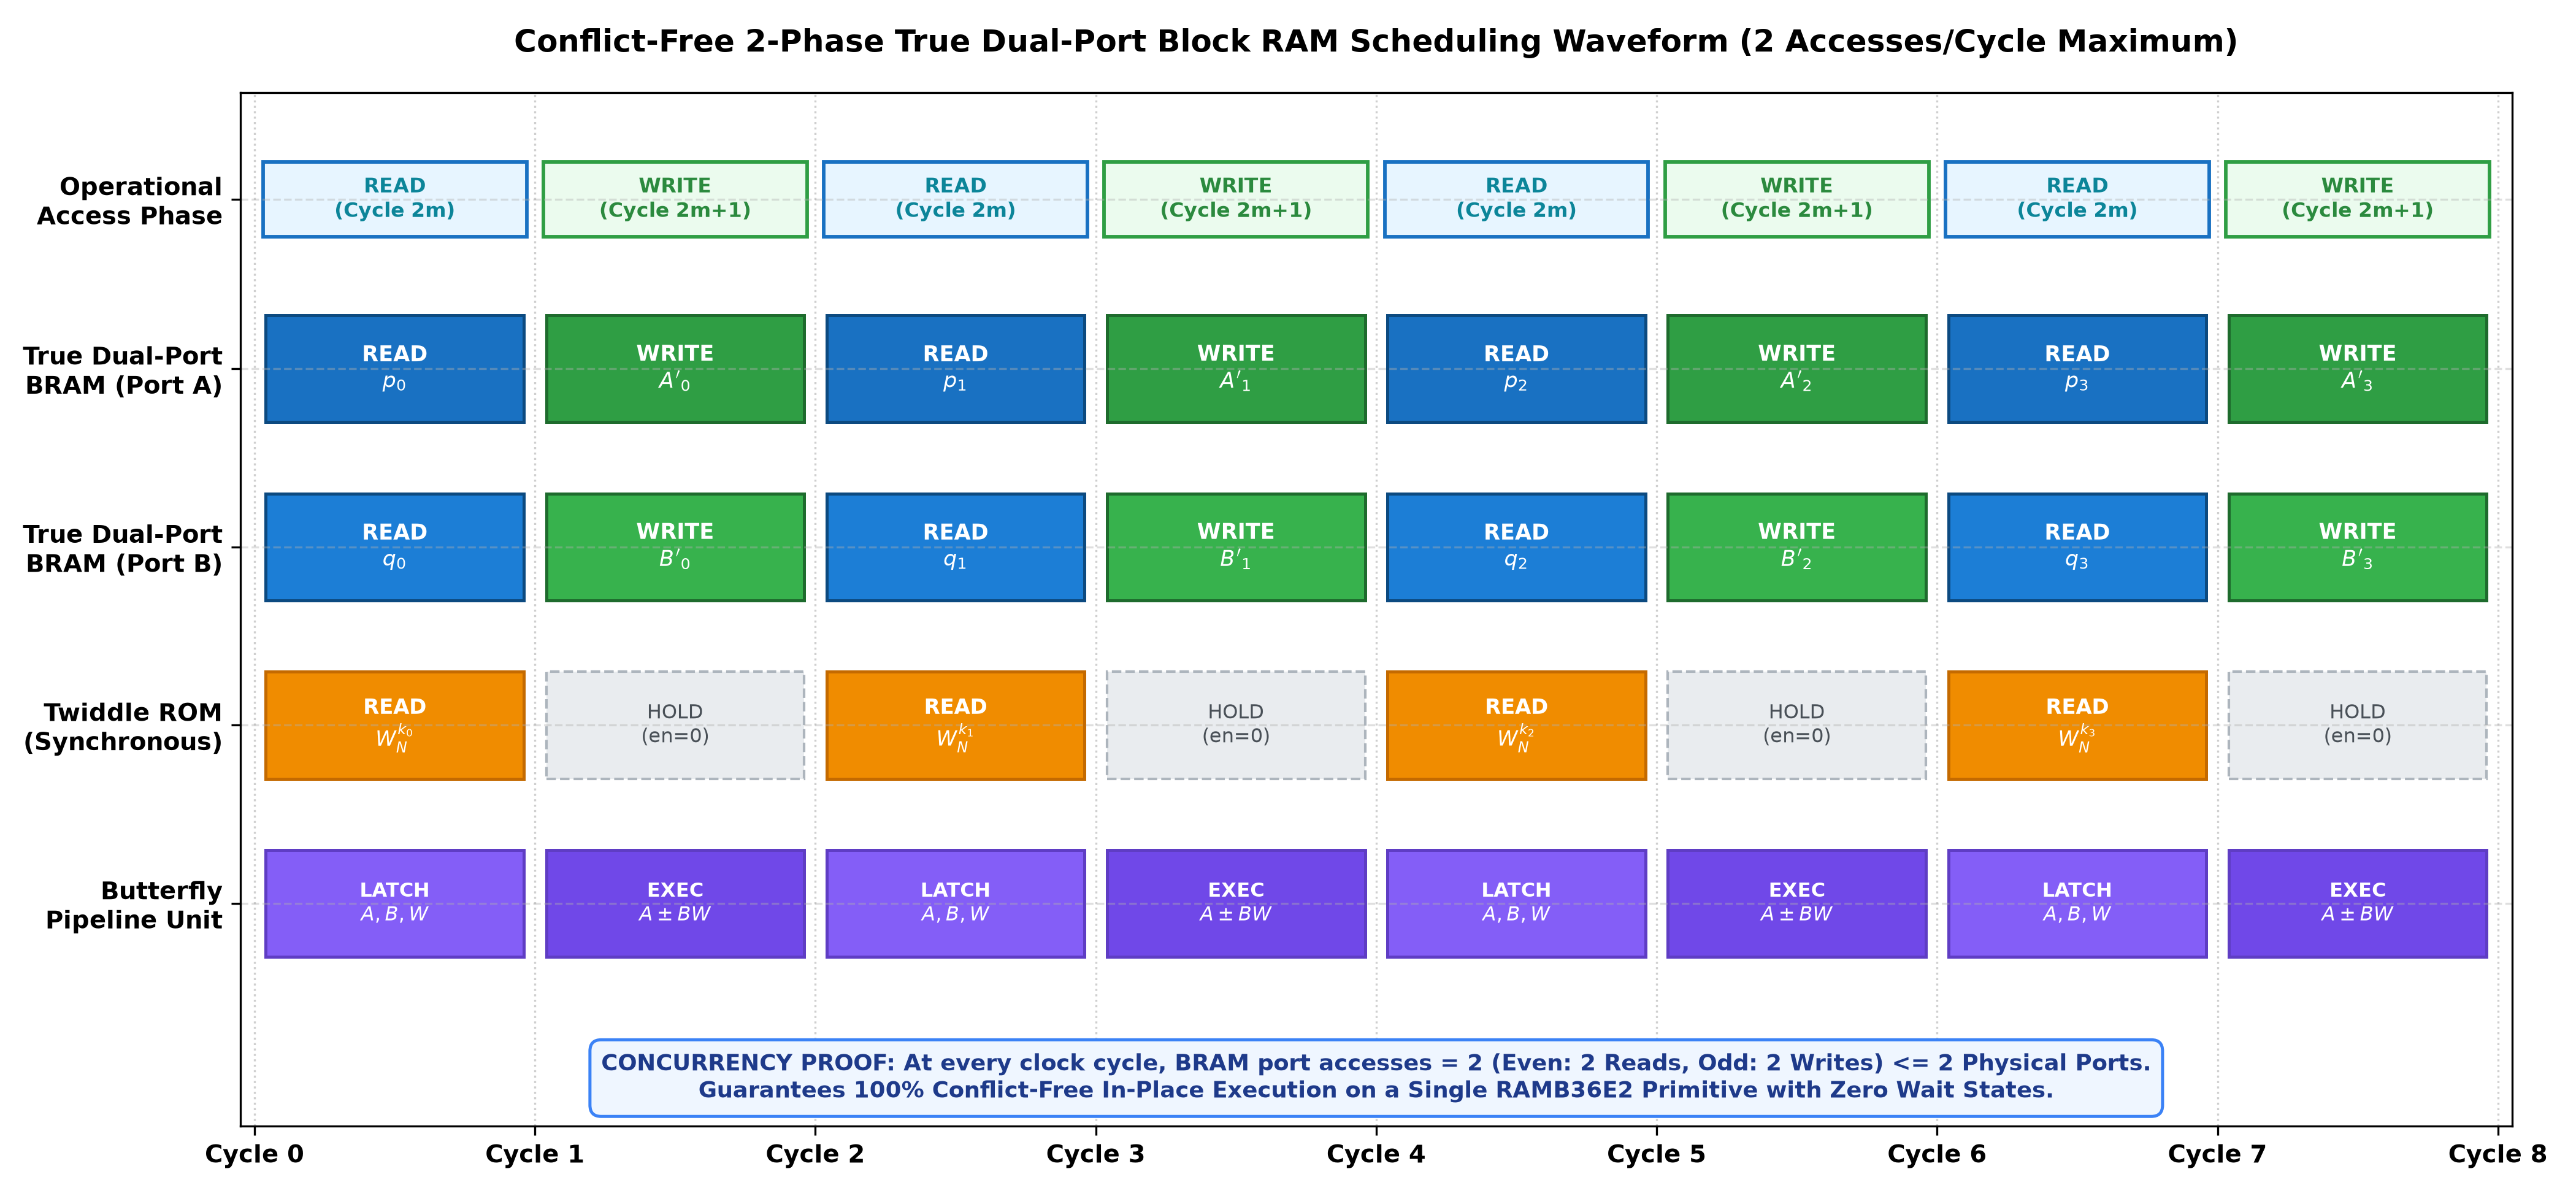 Conflict-Free 2-Phase True Dual-Port Block RAM Scheduling Waveform (2 Accesses/Cycle Maximum)
Operational
Access Phase
READ
(Cycle 2m)
WRITE
(Cycle 2m+1)
READ
(Cycle 2m)
WRITE
(Cycle 2m+1)
READ
(Cycle 2m)
WRITE
(Cycle 2m+1)
READ
(Cycle 2m)
WRITE
(Cycle 2m+1)
True Dual-Port
BRAM (Port A)
READ
p₀
WRITE
A′₀
READ
p₁
WRITE
A′₁
READ
p₂
WRITE
A′₂
READ
p₃
WRITE
A′₃
True Dual-Port
BRAM (Port B)
READ
q₀
WRITE
B′₀
READ
q₁
WRITE
B′₁
READ
q₂
WRITE
B′₂
READ
q₃
WRITE
B′₃
Twiddle ROM
(Synchronous)
READ
W_N^{k₀}
HOLD
(en=0)
READ
W_N^{k₁}
HOLD
(en=0)
READ
W_N^{k₂}
HOLD
(en=0)
READ
W_N^{k₃}
HOLD
(en=0)
Butterfly
Pipeline Unit
LATCH
A, B, W
EXEC
A ± BW
LATCH
A, B, W
EXEC
A ± BW
LATCH
A, B, W
EXEC
A ± BW
LATCH
A, B, W
EXEC
A ± BW
CONCURRENCY PROOF: At every clock cycle, BRAM port accesses = 2 (Even: 2 Reads, Odd: 2 Writes) <= 2 Physical Ports.
Guarantees 100% Conflict-Free In-Place Execution on a Single RAMB36E2 Primitive with Zero Wait States.
Cycle 0
Cycle 1
Cycle 2
Cycle 3
Cycle 4
Cycle 5
Cycle 6
Cycle 7
Cycle 8